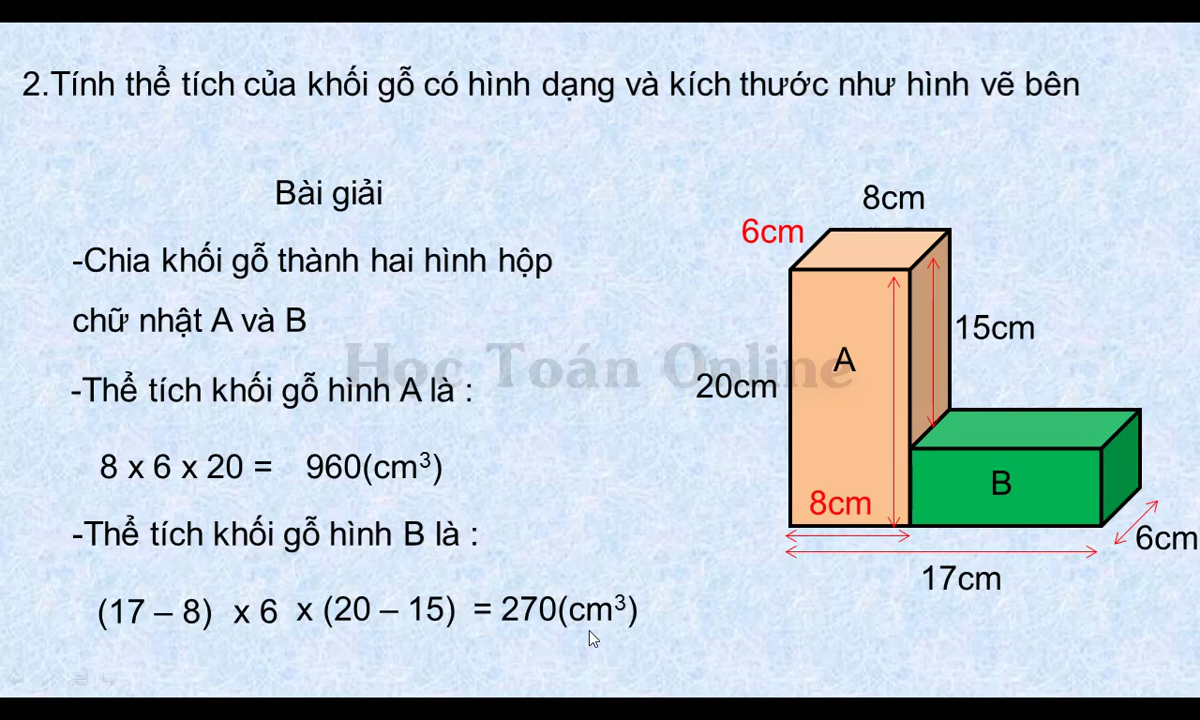 2.Tính thể tích của khối gỗ có hình dạng và kích thước như hình vẽ bên
Bài giải
-Chia khối gỗ thành hai hình hộp
chữ nhật A và B
-Thể tích khối gỗ hình A là :
8 x 6 x 20 = 960(cm³)
-Thể tích khối gỗ hình B là :
(17 – 8) x 6 x (20 – 15) = 270(cm³)
8cm
6cm
15cm
A
20cm
B
8cm
6cm
17cm
Học Toán Online